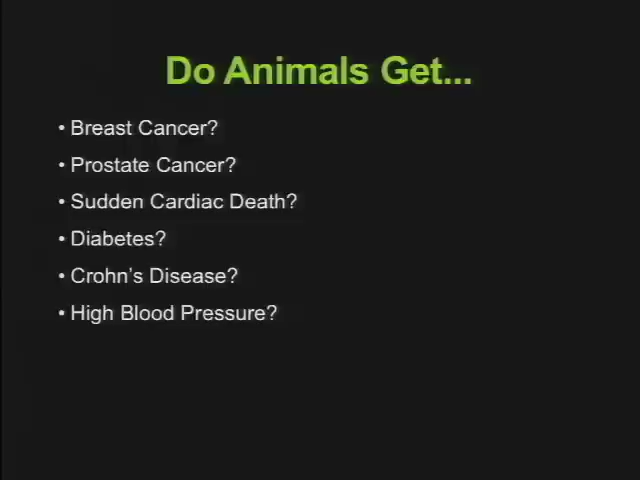 Do Animals Get...
• Breast Cancer?
• Prostate Cancer?
• Sudden Cardiac Death?
• Diabetes?
• Crohn's Disease?
• High Blood Pressure?